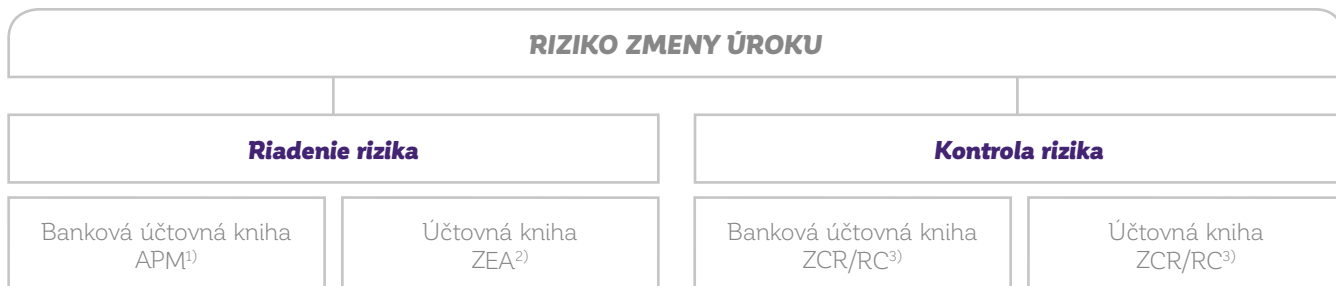 RIZIKO ZMENY ÚROKU
Riadenie rizika
Kontrola rizika
Banková účtovná kniha
APM1)
Účtovná kniha
ZEA2)
Banková účtovná kniha
ZCR/RC3)
Účtovná kniha
ZCR/RC3)